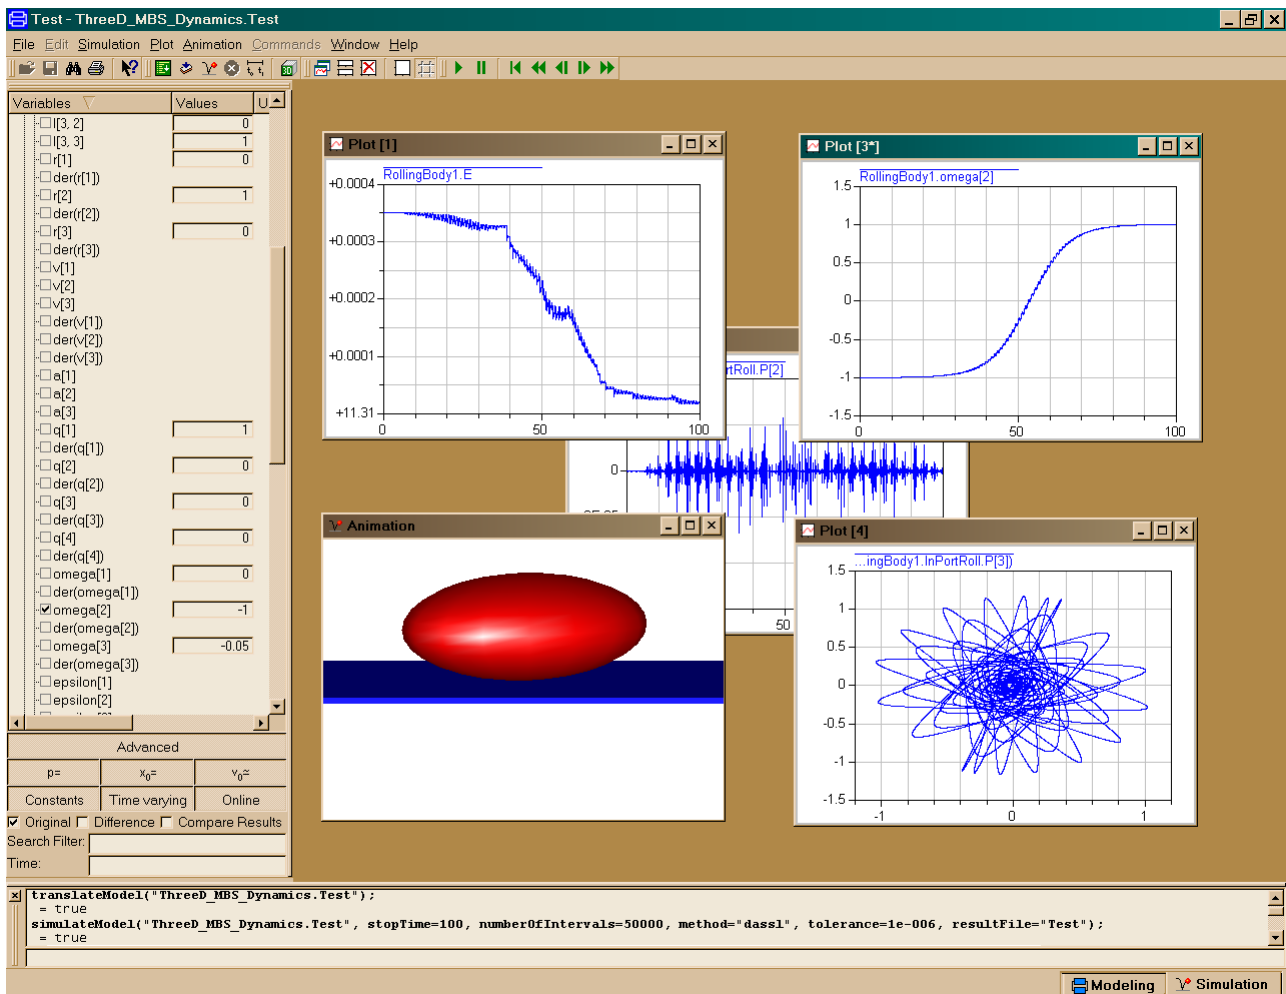 Test - ThreeD_MBS_Dynamics.Test
File Edit Simulation Plot Animation Commands Window Help
Variables Values U
I[3, 2] 0
I[3, 3] 1
r[1] 0
der(r[1])
r[2] 1
der(r[2])
r[3] 0
der(r[3])
v[1]
v[2]
v[3]
der(v[1])
der(v[2])
der(v[3])
a[1]
a[2]
a[3]
q[1] 1
der(q[1])
q[2] 0
der(q[2])
q[3] 0
der(q[3])
q[4] 0
der(q[4])
omega[1] 0
der(omega[1])
omega[2] -1
der(omega[2])
omega[3] -0.05
der(omega[3])
epsilon[1]
epsilon[2]
Advanced
p= x0= v0≃
Constants Time varying Online
Original Difference Compare Results
Search Filter:
Time:
Plot [1]
RollingBody1.E
+0.0004
+0.0003
+0.0002
+0.0001
+11.31
0 50 100
Plot [3*]
RollingBody1.omega[2]
1.5
1
0.5
0
-0.5
-1
-1.5
0 50 100
rtRoll.P[2]
0
50
Animation
Plot [4]
...ingBody1.InPortRoll.P[3])
1.5
1
0.5
0
-0.5
-1
-1.5
-1 0 1
translateModel("ThreeD_MBS_Dynamics.Test");
= true
simulateModel("ThreeD_MBS_Dynamics.Test", stopTime=100, numberOfIntervals=50000, method="dassl", tolerance=1e-006, resultFile="Test");
= true
Modeling Simulation